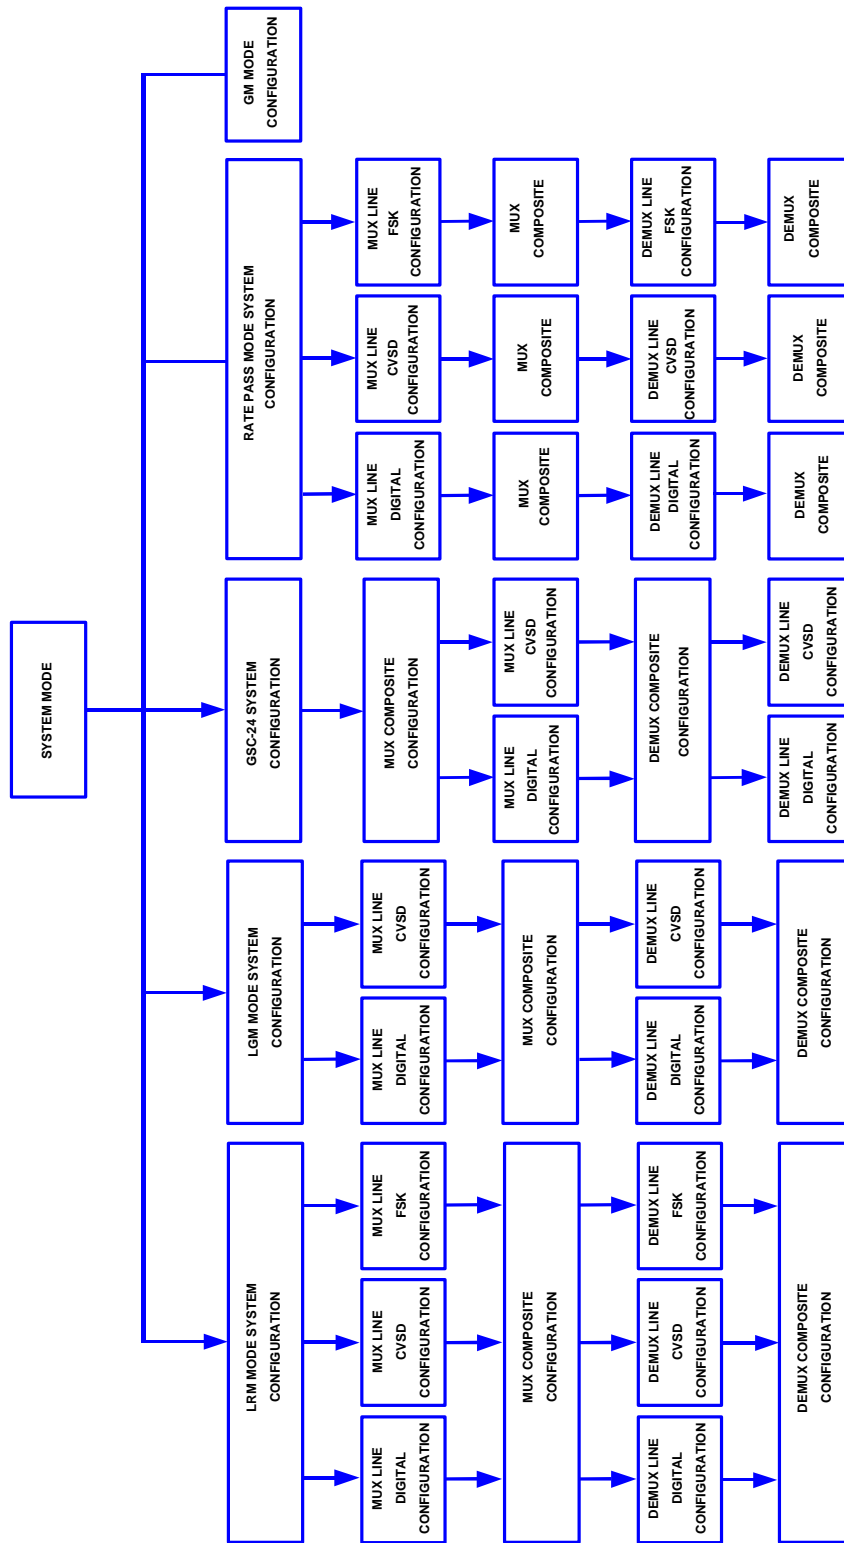 SYSTEM MODE
LRM MODE SYSTEM
CONFIGURATION
LGM MODE SYSTEM
CONFIGURATION
GSC-24 SYSTEM
CONFIGURATION
RATE PASS MODE SYSTEM
CONFIGURATION
GM MODE
CONFIGURATION
MUX LINE
DIGITAL
CONFIGURATION
MUX LINE
CVSD
CONFIGURATION
MUX LINE
FSK
CONFIGURATION
MUX LINE
DIGITAL
CONFIGURATION
MUX LINE
CVSD
CONFIGURATION
MUX COMPOSITE
CONFIGURATION
MUX LINE
DIGITAL
CONFIGURATION
MUX LINE
CVSD
CONFIGURATION
MUX LINE
FSK
CONFIGURATION
MUX COMPOSITE
CONFIGURATION
MUX COMPOSITE
CONFIGURATION
MUX LINE
DIGITAL
CONFIGURATION
MUX LINE
CVSD
CONFIGURATION
MUX
COMPOSITE
MUX
COMPOSITE
MUX
COMPOSITE
DEMUX LINE
DIGITAL
CONFIGURATION
DEMUX LINE
CVSD
CONFIGURATION
DEMUX LINE
FSK
CONFIGURATION
DEMUX LINE
DIGITAL
CONFIGURATION
DEMUX LINE
CVSD
CONFIGURATION
DEMUX COMPOSITE
CONFIGURATION
DEMUX LINE
DIGITAL
CONFIGURATION
DEMUX LINE
CVSD
CONFIGURATION
DEMUX LINE
FSK
CONFIGURATION
DEMUX COMPOSITE
CONFIGURATION
DEMUX COMPOSITE
CONFIGURATION
DEMUX LINE
DIGITAL
CONFIGURATION
DEMUX LINE
CVSD
CONFIGURATION
DEMUX
COMPOSITE
DEMUX
COMPOSITE
DEMUX
COMPOSITE